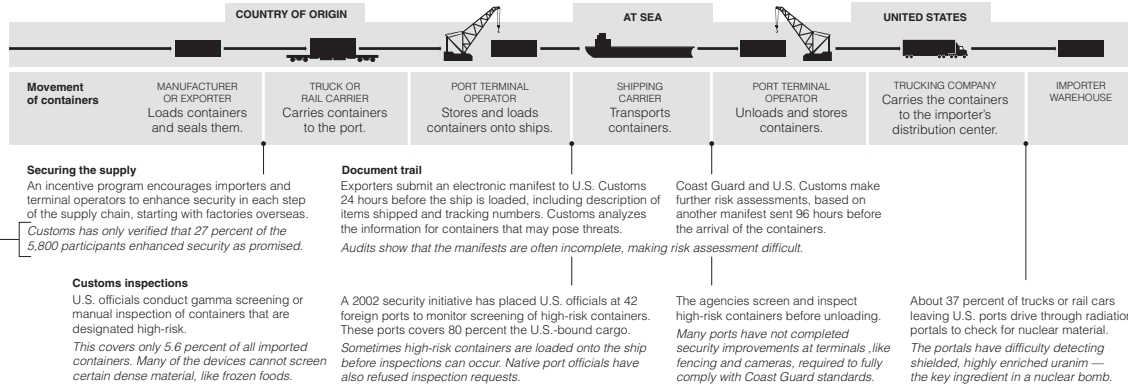 COUNTRY OF ORIGIN
AT SEA
UNITED STATES
Movement
of containers
MANUFACTURER
OR EXPORTER
Loads containers
and seals them.
TRUCK OR
RAIL CARRIER
Carries containers
to the port.
PORT TERMINAL
OPERATOR
Stores and loads
containers onto ships.
SHIPPING
CARRIER
Transports
containers.
PORT TERMINAL
OPERATOR
Unloads and stores
containers.
TRUCKING COMPANY
Carries the containers
to the importer's
distribution center.
IMPORTER
WAREHOUSE
Securing the supply
An incentive program encourages importers and
terminal operators to enhance security in each step
of the supply chain, starting with factories overseas.
Customs has only verified that 27 percent of the
5,800 participants enhanced security as promised.
Document trail
Exporters submit an electronic manifest to U.S. Customs
24 hours before the ship is loaded, including description of
items shipped and tracking numbers. Customs analyzes
the information for containers that may pose threats.
Coast Guard and U.S. Customs make
further risk assessments, based on
another manifest sent 96 hours before
the arrival of the containers.
Audits show that the manifests are often incomplete, making risk assessment difficult.
Customs inspections
U.S. officials conduct gamma screening or
manual inspection of containers that are
designated high-risk.
This covers only 5.6 percent of all imported
containers. Many of the devices cannot screen
certain dense material, like frozen foods.
A 2002 security initiative has placed U.S. officials at 42
foreign ports to monitor screening of high-risk containers.
These ports covers 80 percent the U.S.-bound cargo.
Sometimes high-risk containers are loaded onto the ship
before inspections can occur. Native port officials have
also refused inspection requests.
The agencies screen and inspect
high-risk containers before unloading.
Many ports have not completed
security improvements at terminals ,like
fencing and cameras, required to fully
comply with Coast Guard standards.
About 37 percent of trucks or rail cars
leaving U.S. ports drive through radiation
portals to check for nuclear material.
The portals have difficulty detecting
shielded, highly enriched uranim —
the key ingredient in a nuclear bomb.